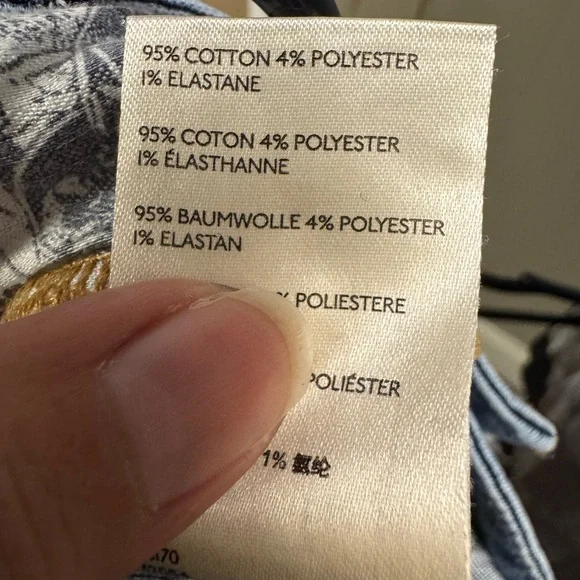 95% COTTON 4% POLYESTER
1% ELASTANE
95% COTON 4% POLYESTER
1% ÉLASTHANNE
95% BAUMWOLLE 4% POLYESTER
1% ELASTAN
% POLIESTERE
POLIÉSTER
1% 氨纶
70